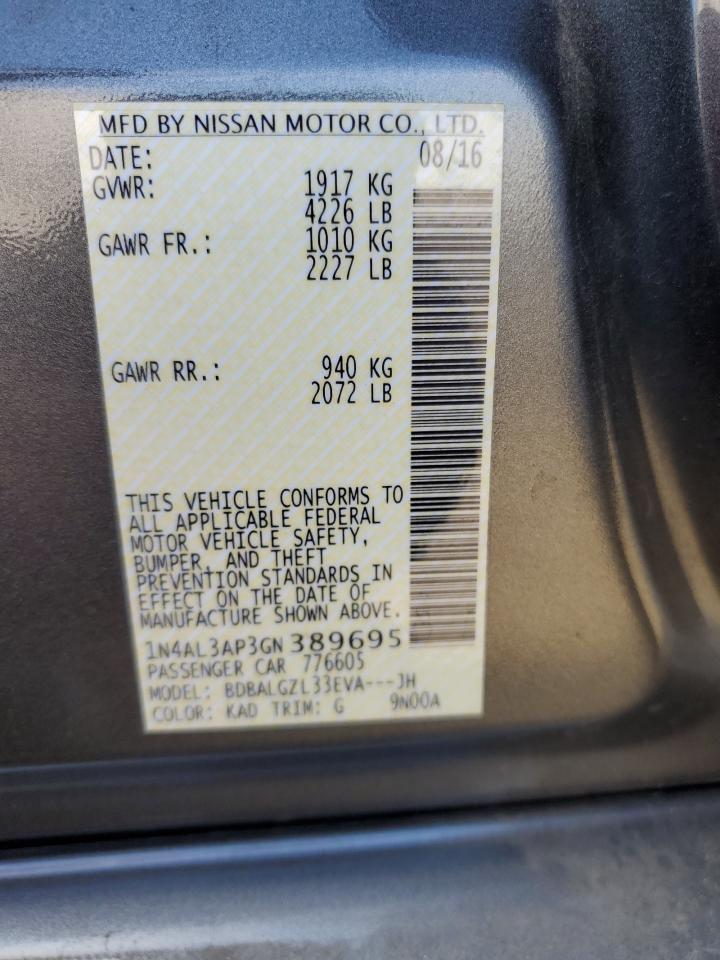 MFD BY NISSAN MOTOR CO., LTD.
DATE: 08/16
GVWR: 1917 KG
4226 LB
GAWR FR.: 1010 KG
2227 LB
GAWR RR.: 940 KG
2072 LB
THIS VEHICLE CONFORMS TO
ALL APPLICABLE FEDERAL
MOTOR VEHICLE SAFETY,
BUMPER, AND THEFT
PREVENTION STANDARDS IN
EFFECT ON THE DATE OF
MANUFACTURE SHOWN ABOVE.
1N4AL3AP3GN 389695
PASSENGER CAR 776605
MODEL: BDBALGZL33EVA---JH
COLOR: KAD TRIM: G 9N00A